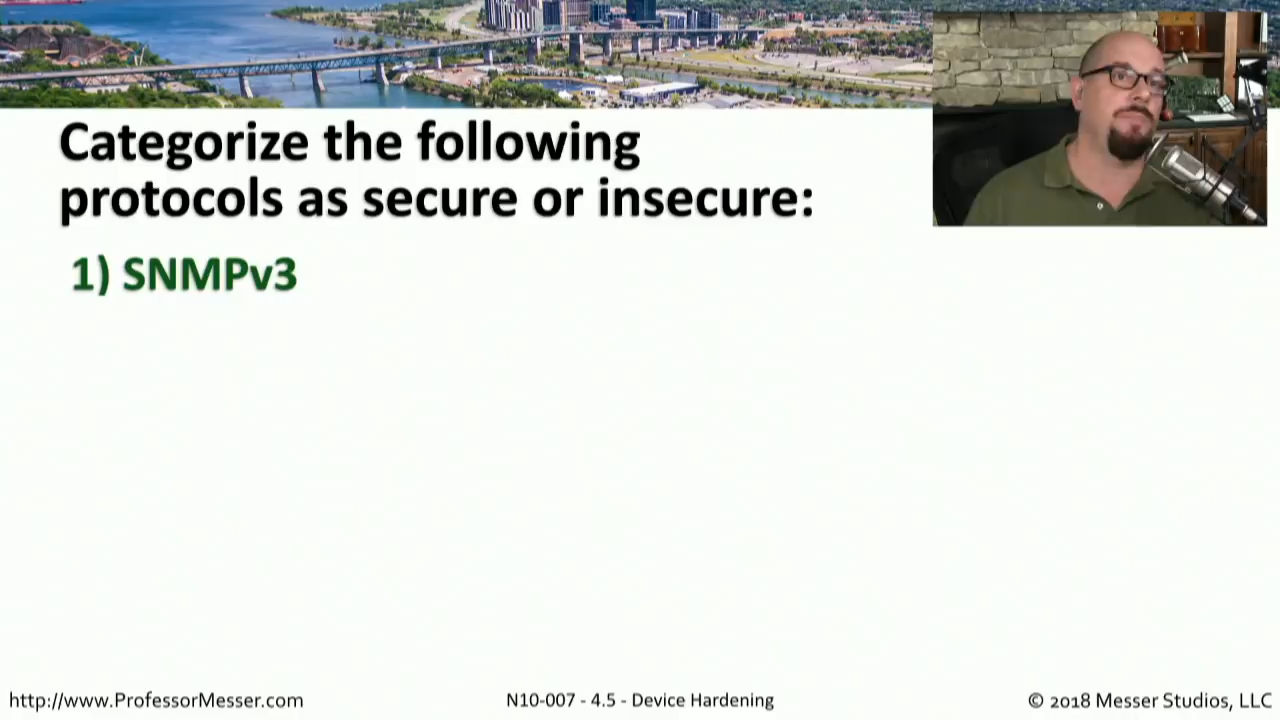 Categorize the following
protocols as secure or insecure:
1) SNMPv3
http://www.ProfessorMesser.com
N10-007 - 4.5 - Device Hardening
© 2018 Messer Studios, LLC